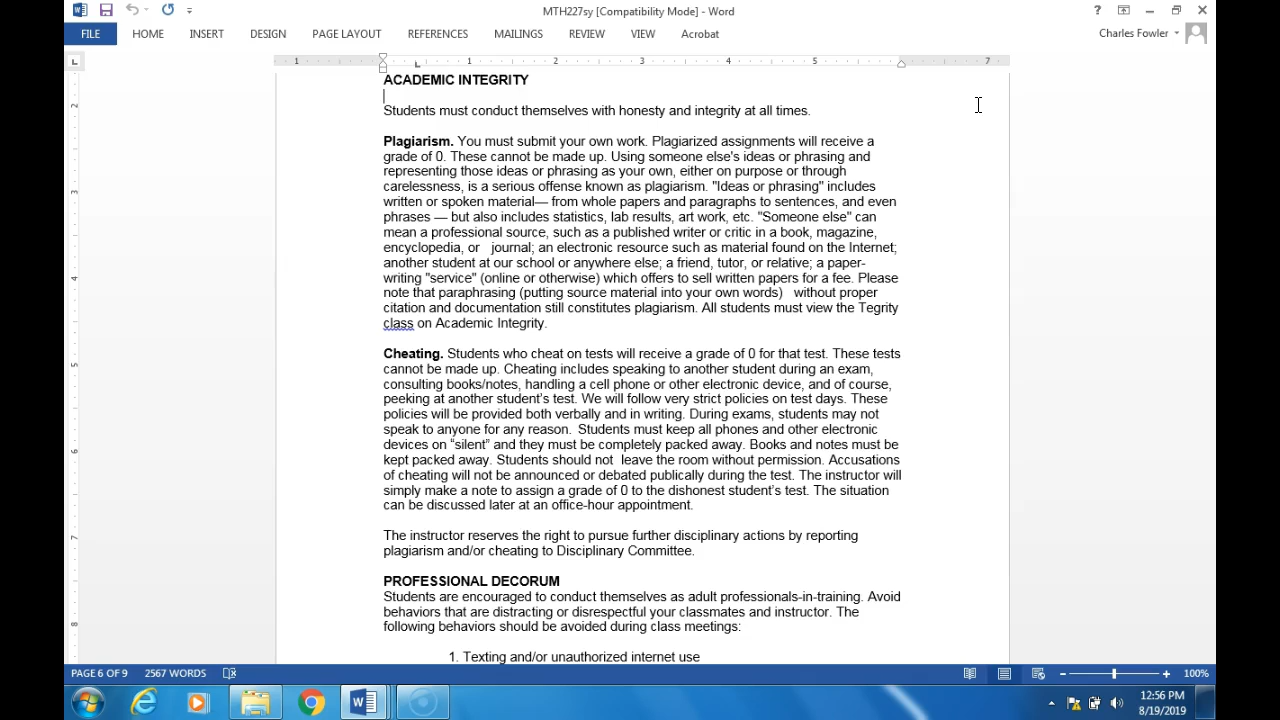 MTH227sy [Compatibility Mode] - Word
FILE HOME INSERT DESIGN PAGE LAYOUT REFERENCES MAILINGS REVIEW VIEW Acrobat Charles Fowler
1 1 2 3 4 5 7
ACADEMIC INTEGRITY
Students must conduct themselves with honesty and integrity at all times.
Plagiarism. You must submit your own work. Plagiarized assignments will receive a
grade of 0. These cannot be made up. Using someone else's ideas or phrasing and
representing those ideas or phrasing as your own, either on purpose or through
carelessness, is a serious offense known as plagiarism. "Ideas or phrasing" includes
written or spoken material— from whole papers and paragraphs to sentences, and even
phrases — but also includes statistics, lab results, art work, etc. "Someone else" can
mean a professional source, such as a published writer or critic in a book, magazine,
encyclopedia, or journal; an electronic resource such as material found on the Internet;
another student at our school or anywhere else; a friend, tutor, or relative; a paper-
writing "service" (online or otherwise) which offers to sell written papers for a fee. Please
note that paraphrasing (putting source material into your own words) without proper
citation and documentation still constitutes plagiarism. All students must view the Tegrity
class on Academic Integrity.
Cheating. Students who cheat on tests will receive a grade of 0 for that test. These tests
cannot be made up. Cheating includes speaking to another student during an exam,
consulting books/notes, handling a cell phone or other electronic device, and of course,
peeking at another student’s test. We will follow very strict policies on test days. These
policies will be provided both verbally and in writing. During exams, students may not
speak to anyone for any reason. Students must keep all phones and other electronic
devices on “silent” and they must be completely packed away. Books and notes must be
kept packed away. Students should not leave the room without permission. Accusations
of cheating will not be announced or debated publically during the test. The instructor will
simply make a note to assign a grade of 0 to the dishonest student’s test. The situation
can be discussed later at an office-hour appointment.
The instructor reserves the right to pursue further disciplinary actions by reporting
plagiarism and/or cheating to Disciplinary Committee.
PROFESSIONAL DECORUM
Students are encouraged to conduct themselves as adult professionals-in-training. Avoid
behaviors that are distracting or disrespectful your classmates and instructor. The
following behaviors should be avoided during class meetings:
1. Texting and/or unauthorized internet use
PAGE 6 OF 9 2567 WORDS 100%
12:56 PM
8/19/2019